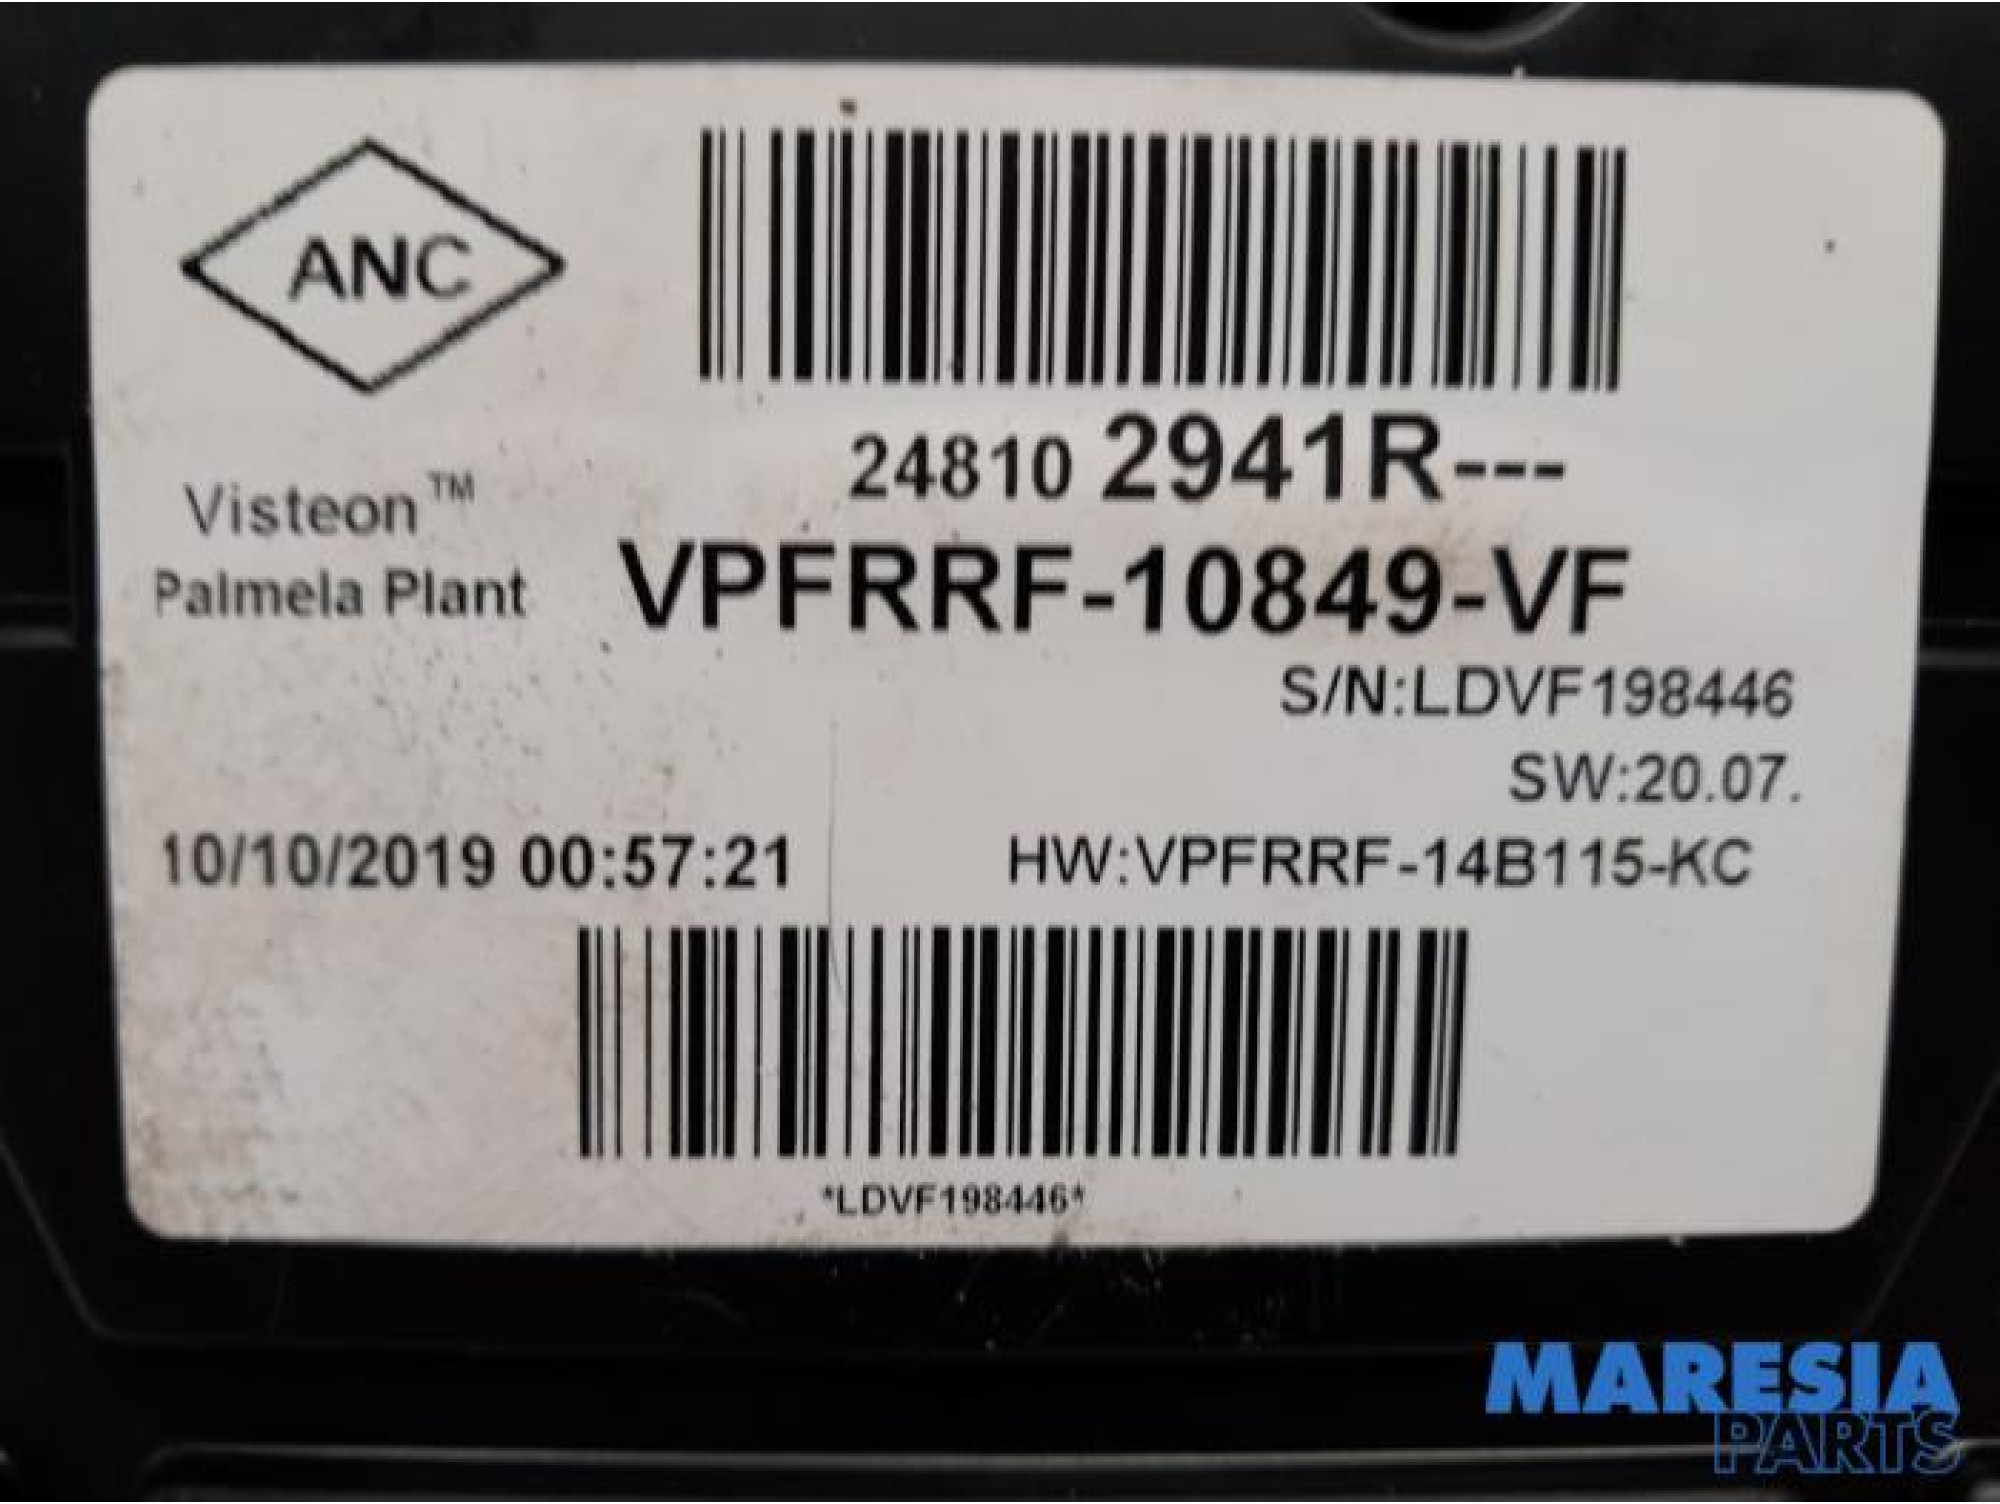 ANC
24810 2941R---
Visteon™
Palmela Plant
VPFRRF-10849-VF
S/N:LDVF198446
SW:20.07.
10/10/2019 00:57:21
HW:VPFRRF-14B115-KC
*LDVF198446*
MARESIA
PARTS